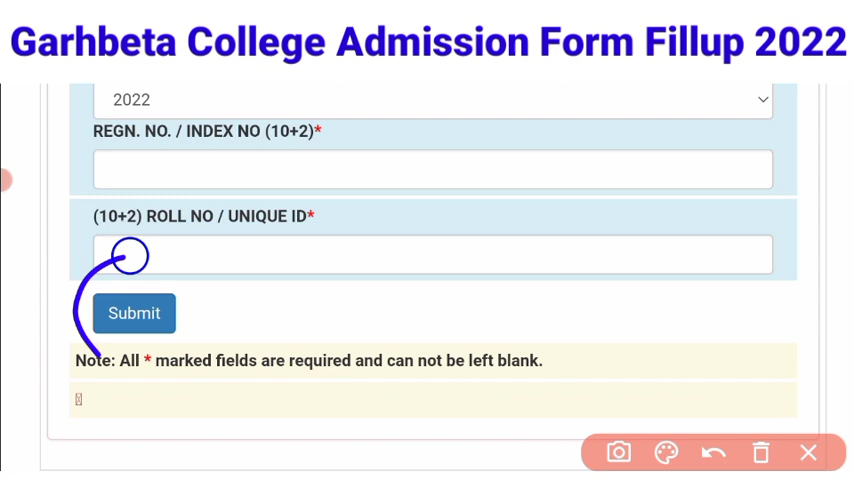 Garhbeta College Admission Form Fillup 2022
2022
REGN. NO. / INDEX NO (10+2)*
(10+2) ROLL NO / UNIQUE ID*
Submit
Note: All * marked fields are required and can not be left blank.